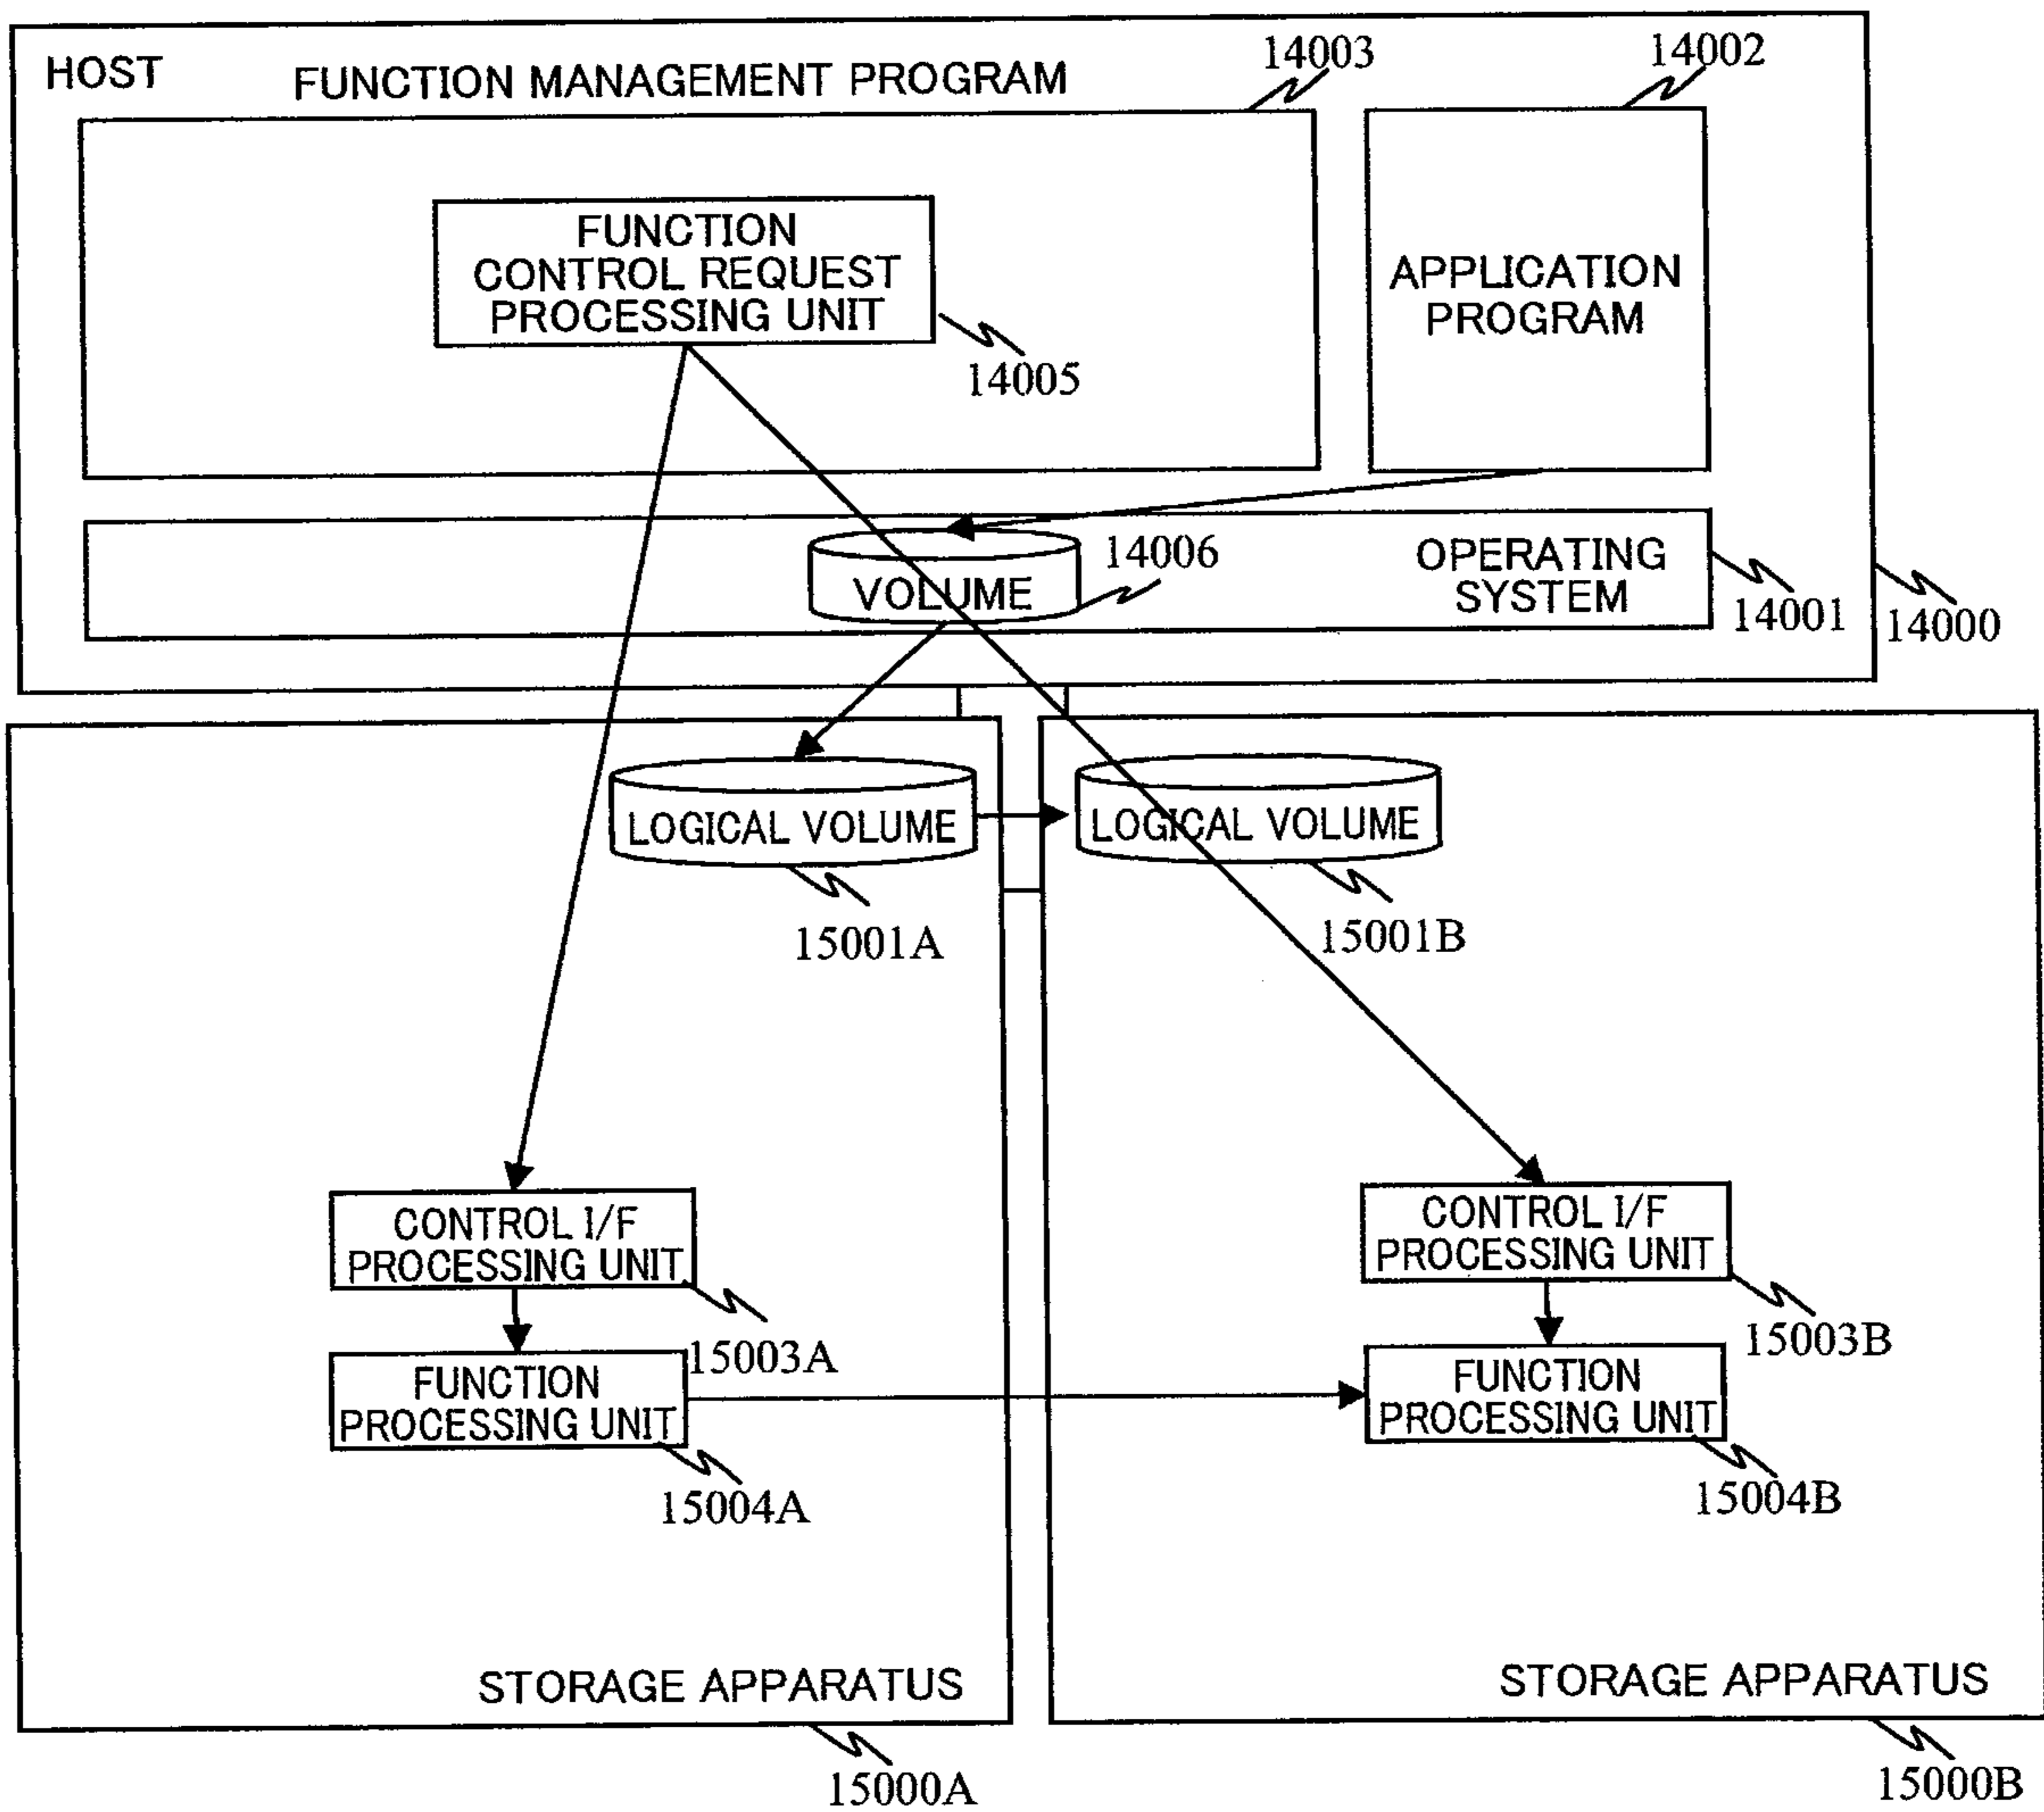 HOST
FUNCTION MANAGEMENT PROGRAM
14003
14002
FUNCTION
CONTROL REQUEST
PROCESSING UNIT
14005
APPLICATION
PROGRAM
VOLUME
14006
OPERATING
SYSTEM
14001
14000
LOGICAL VOLUME
LOGICAL VOLUME
15001A
15001B
CONTROL I/F
PROCESSING UNIT
15003A
CONTROL I/F
PROCESSING UNIT
15003B
FUNCTION
PROCESSING UNIT
15004A
FUNCTION
PROCESSING UNIT
15004B
STORAGE APPARATUS
STORAGE APPARATUS
15000A
15000B